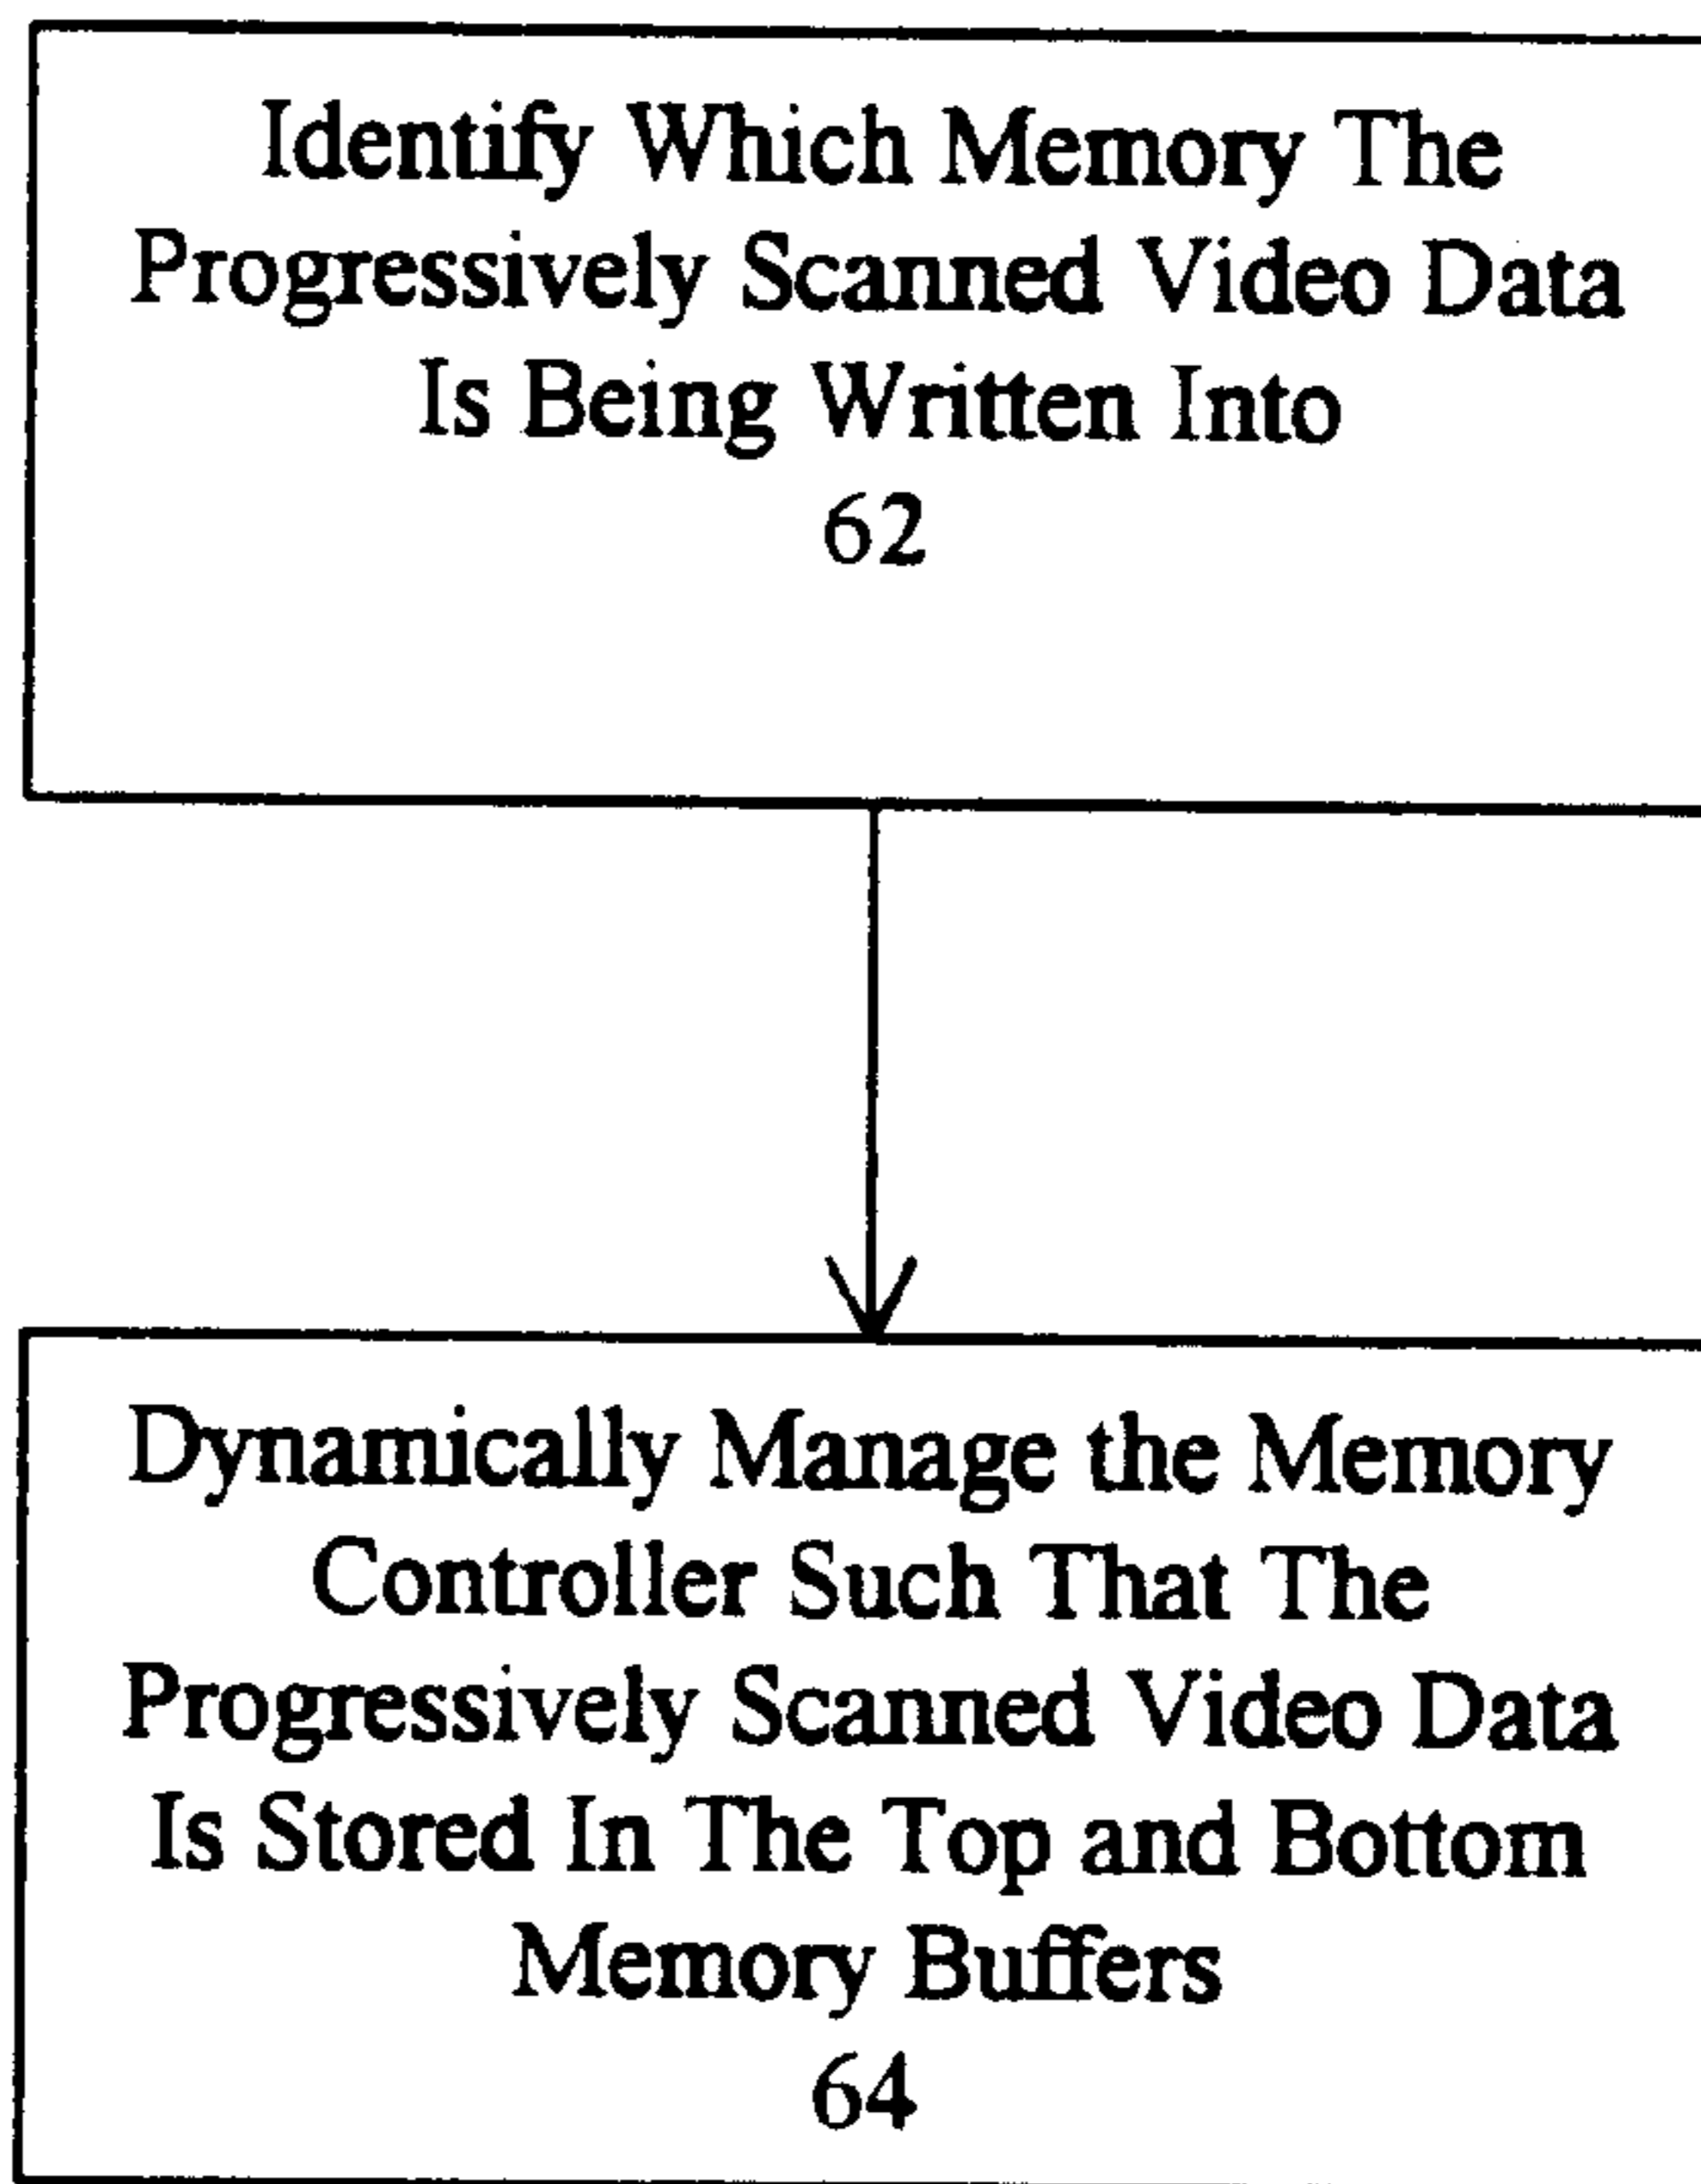 Identify Which Memory The
Progressively Scanned Video Data
Is Being Written Into
62
Dynamically Manage the Memory
Controller Such That The
Progressively Scanned Video Data
Is Stored In The Top and Bottom
Memory Buffers
64